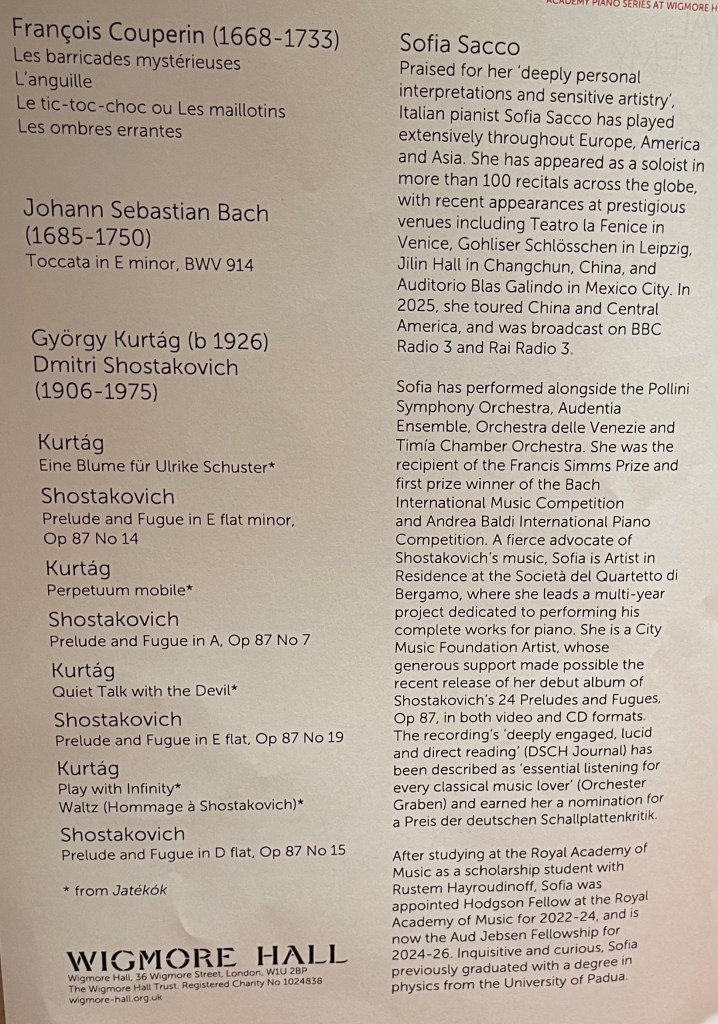 ACADEMY PIANO SERIES AT WIGMORE H
François Couperin (1668-1733)
Les barricades mystérieuses
L'anguille
Le tic-toc-choc ou Les maillotins
Les ombres errantes
Johann Sebastian Bach
(1685-1750)
Toccata in E minor, BWV 914
György Kurtág (b 1926)
Dmitri Shostakovich
(1906-1975)
Kurtág
Eine Blume für Ulrike Schuster*
Shostakovich
Prelude and Fugue in E flat minor,
Op 87 No 14
Kurtág
Perpetuum mobile*
Shostakovich
Prelude and Fugue in A, Op 87 No 7
Kurtág
Quiet Talk with the Devil*
Shostakovich
Prelude and Fugue in E flat, Op 87 No 19
Kurtág
Play with Infinity*
Waltz (Hommage à Shostakovich)*
Shostakovich
Prelude and Fugue in D flat, Op 87 No 15
* from Jatékók
WIGMORE HALL
Wigmore Hall, 36 Wigmore Street, London, W1U 2BP
The Wigmore Hall Trust. Registered Charity No 1024838
wigmore-hall.org.uk
Sofia Sacco
Praised for her 'deeply personal
interpretations and sensitive artistry',
Italian pianist Sofia Sacco has played
extensively throughout Europe, America
and Asia. She has appeared as a soloist in
more than 100 recitals across the globe,
with recent appearances at prestigious
venues including Teatro la Fenice in
Venice, Gohliser Schlösschen in Leipzig,
Jilin Hall in Changchun, China, and
Auditorio Blas Galindo in Mexico City. In
2025, she toured China and Central
America, and was broadcast on BBC
Radio 3 and Rai Radio 3.
Sofia has performed alongside the Pollini
Symphony Orchestra, Audentia
Ensemble, Orchestra delle Venezie and
Timía Chamber Orchestra. She was the
recipient of the Francis Simms Prize and
first prize winner of the Bach
International Music Competition
and Andrea Baldi International Piano
Competition. A fierce advocate of
Shostakovich's music, Sofia is Artist in
Residence at the Società del Quartetto di
Bergamo, where she leads a multi-year
project dedicated to performing his
complete works for piano. She is a City
Music Foundation Artist, whose
generous support made possible the
recent release of her debut album of
Shostakovich's 24 Preludes and Fugues,
Op 87, in both video and CD formats.
The recording's 'deeply engaged, lucid
and direct reading' (DSCH Journal) has
been described as 'essential listening for
every classical music lover' (Orchester
Graben) and earned her a nomination for
a Preis der deutschen Schallplattenkritik.
After studying at the Royal Academy of
Music as a scholarship student with
Rustem Hayroudinoff, Sofia was
appointed Hodgson Fellow at the Royal
Academy of Music for 2022-24, and is
now the Aud Jebsen Fellowship for
2024-26. Inquisitive and curious, Sofia
previously graduated with a degree in
physics from the University of Padua.